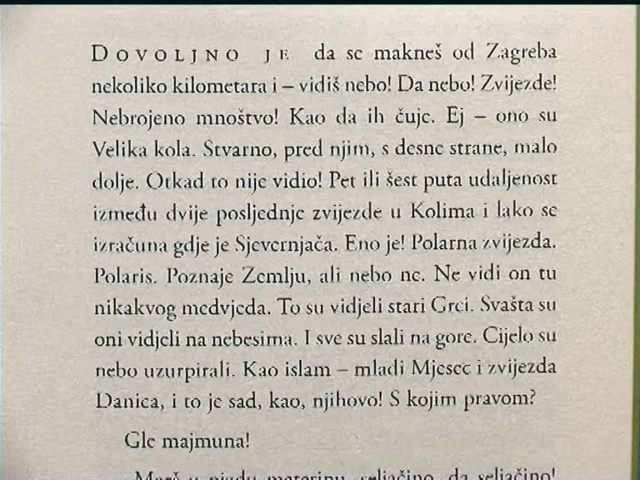 DOVOLJNO JE da se makneš od Zagreba
nekoliko kilometara i – vidiš nebo! Da nebo! Zvijezde!
Nebrojeno mnoštvo! Kao da ih čuje. Ej – ono su
Velika kola. Stvarno, pred njim, s desne strane, malo
dolje. Otkad to nije vidio! Pet ili šest puta udaljenost
između dvije posljednje zvijezde u Kolima i lako se
izračuna gdje je Sjevernjača. Eno je! Polarna zvijezda.
Polaris. Poznaje Zemlju, ali nebo ne. Ne vidi on tu
nikakvog medvjeda. To su vidjeli stari Grci. Svašta su
oni vidjeli na nebesima. I sve su slali na gore. Cijelo su
nebo uzurpirali. Kao islam – mladi Mjesec i zvijezda
Danica, i to je sad, kao, njihovo! S kojim pravom?
Gle majmuna!
materinu, seljačino, da seljačino!